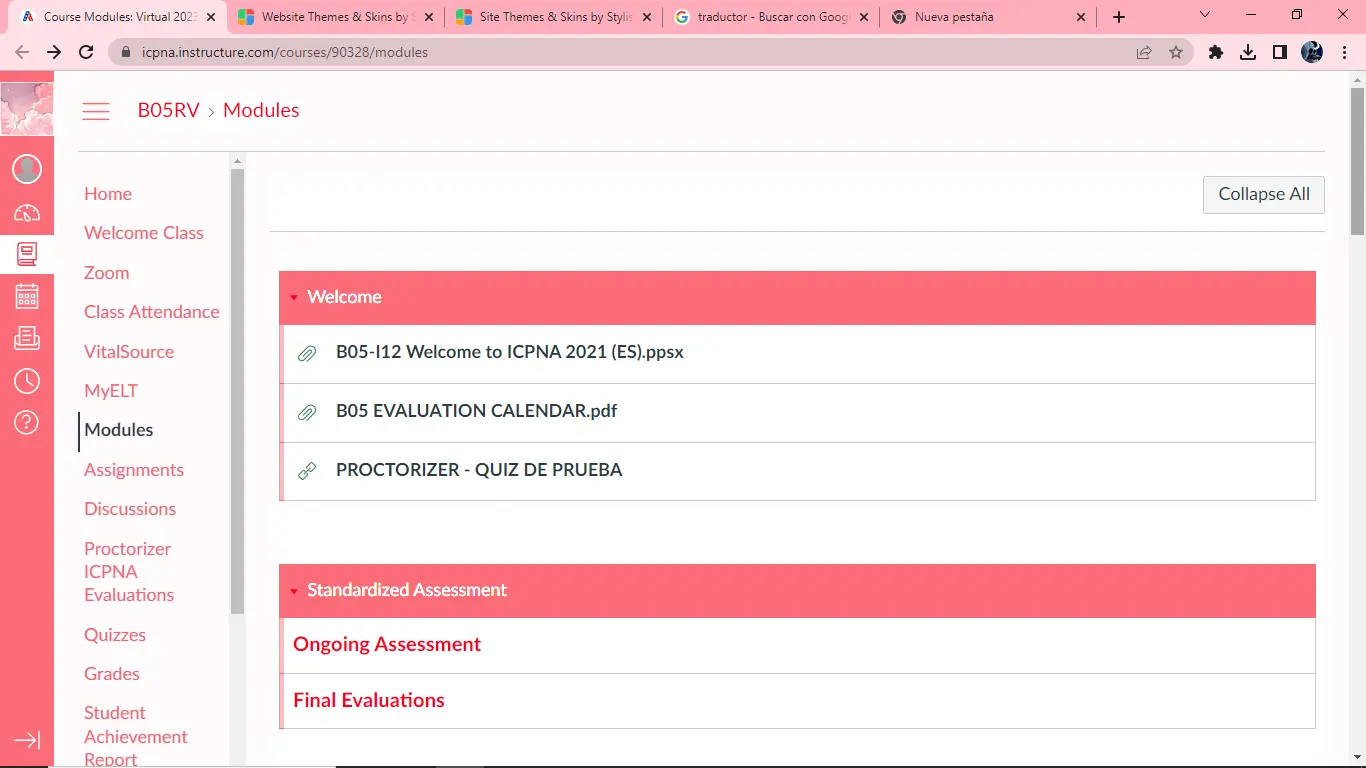 Course Modules: Virtual 2023
Website Themes & Skins by S
Site Themes & Skins by Stylis
traductor - Buscar con Googl
Nueva pestaña
icpna.instructure.com/courses/90328/modules
B05RV › Modules
Home
Welcome Class
Zoom
Class Attendance
VitalSource
MyELT
Modules
Assignments
Discussions
Proctorizer
ICPNA
Evaluations
Quizzes
Grades
Student
Achievement
Report
Collapse All
Welcome
B05-I12 Welcome to ICPNA 2021 (ES).ppsx
B05 EVALUATION CALENDAR.pdf
PROCTORIZER - QUIZ DE PRUEBA
Standardized Assessment
Ongoing Assessment
Final Evaluations